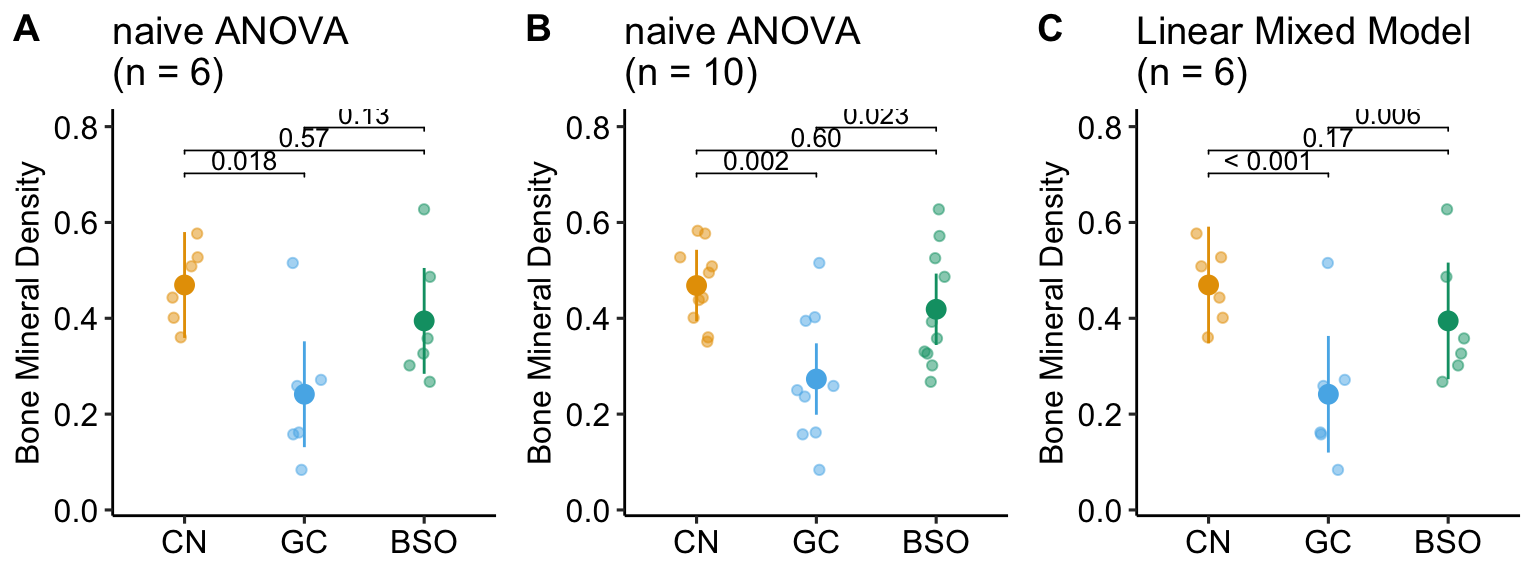 A
naive ANOVA
(n = 6)
Bone Mineral Density
0.8
0.6
0.4
0.2
0.0
0.13
0.57
0.018
CN GC BSO
B
naive ANOVA
(n = 10)
Bone Mineral Density
0.8
0.6
0.4
0.2
0.0
0.023
0.60
0.002
CN GC BSO
C
Linear Mixed Model
(n = 6)
Bone Mineral Density
0.8
0.6
0.4
0.2
0.0
0.006
0.17
< 0.001
CN GC BSO